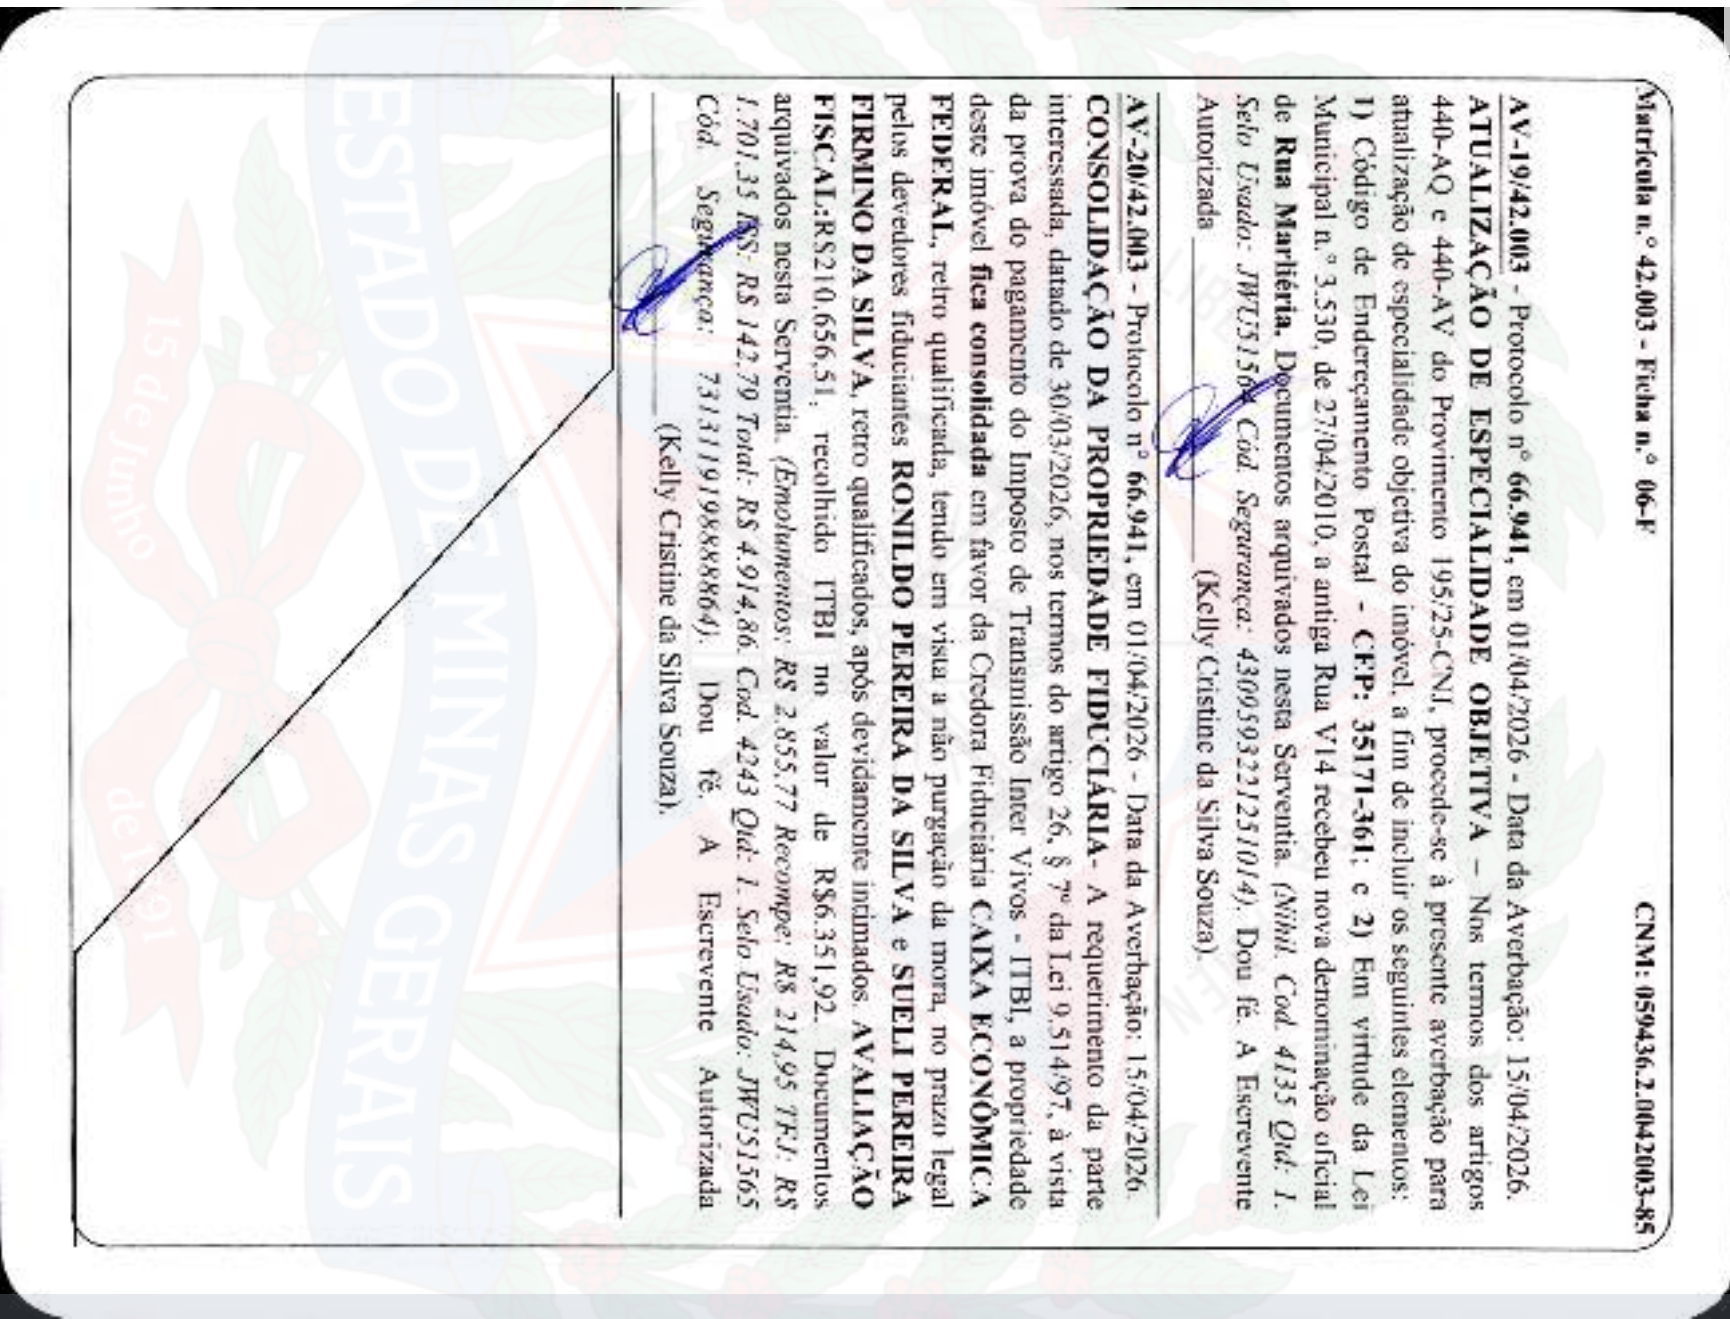 Matrícula n.º 42.003 - Ficha n.º 06-F
CNM: 059436.2.0042003-85
AV-19/42.003 - Protocolo nº 66.941, em 01/04/2026 - Data da Averbação: 15/04/2026.
ATUALIZAÇÃO DE ESPECIALIDADE OBJETIVA – Nos termos dos artigos
440-AQ e 440-AV do Provimento 195/25-CNJ, procede-se à presente averbação para
atualização de especialidade objetiva do imóvel, a fim de incluir os seguintes elementos:
1) Código de Endereçamento Postal - CEP: 35171-361; e 2) Em virtude da Lei
Municipal n.º 3.530, de 27/04/2010, a antiga Rua V14 recebeu nova denominação oficial
de Rua Marliéria. Documentos arquivados nesta Serventia. (Nihil. Cod. 4135 Qtd: 1.
Selo Usado: JWU5156 Cód. Segurança: 4309593221251014). Dou fé. A Escrevente
Autorizada (Kelly Cristine da Silva Souza).
AV-20/42.003 - Protocolo nº 66.941, em 01/04/2026 - Data da Averbação: 15/04/2026.
CONSOLIDAÇÃO DA PROPRIEDADE FIDUCIÁRIA- A requerimento da parte
interessada, datado de 30/03/2026, nos termos do artigo 26, § 7º da Lei 9.514/97, à vista
da prova do pagamento do Imposto de Transmissão Inter Vivos - ITBI, a propriedade
deste imóvel fica consolidada em favor da Credora Fiduciária CAIXA ECONÔMICA
FEDERAL, retro qualificada, tendo em vista a não purgação da mora, no prazo legal
pelos devedores fiduciantes RONILDO PEREIRA DA SILVA e SUELI PEREIRA
FIRMINO DA SILVA, retro qualificados, após devidamente intimados. AVALIAÇÃO
FISCAL:R$210.656,51, recolhido ITBI no valor de R$6.351,92. Documentos
arquivados nesta Serventia. (Emolumentos: R$ 2.855,77 Recompe: R$ 214,95 TFJ: R$
1.701,35 ISS: R$ 142,79 Total: R$ 4.914,86. Cod. 4243 Qtd: 1. Selo Usado: JWU51565
Cód. Segurança: 7313119198888864). Dou fé. A Escrevente Autorizada
(Kelly Cristine da Silva Souza).
ESTADO DE MINAS GERAIS
15 de Junho
de 1891